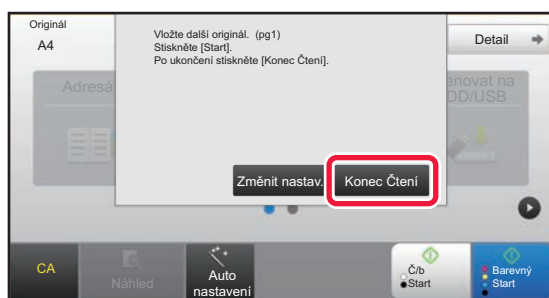 Originál
A4
Vložte další originál. (pg1)
Stiskněte [Start].
Po ukončení stiskněte [Konec Čtení].
Detail
Adresá
enovat na
DD/USB
Změnit nastav.
Konec Čtení
CA
Náhled
Auto
nastavení
Č/b
Start
Barevný
Start